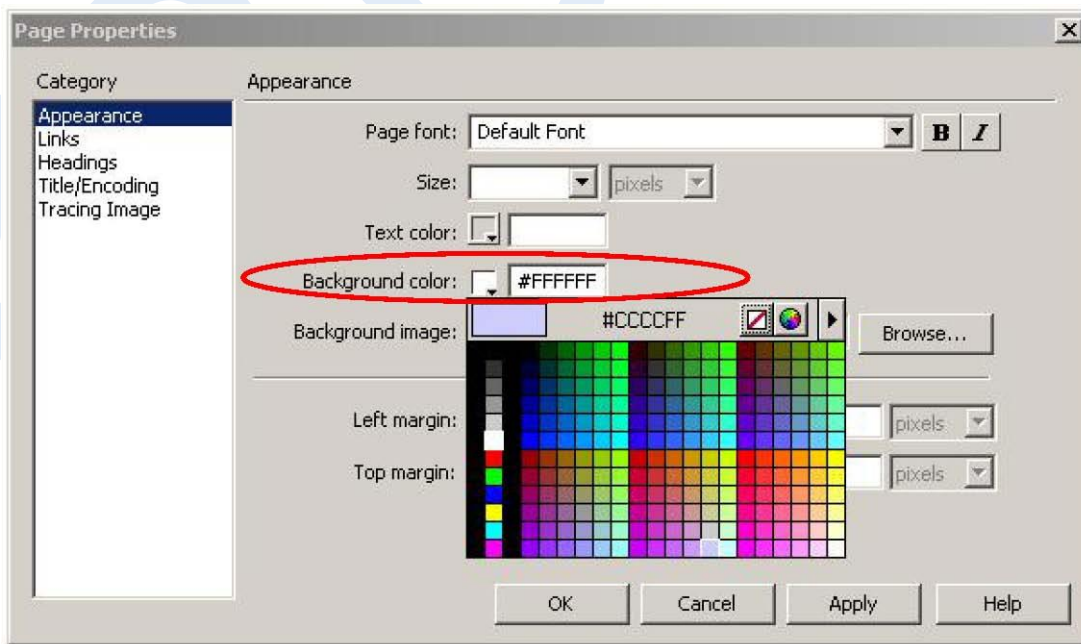 Page Properties
Category
Appearance
Links
Headings
Title/Encoding
Tracing Image
Appearance
Page font: Default Font B I
Size: pixels
Text color:
Background color: #FFFFFF
#CCCCFF
Background image: Browse...
Left margin: pixels
Top margin: pixels
OK Cancel Apply Help